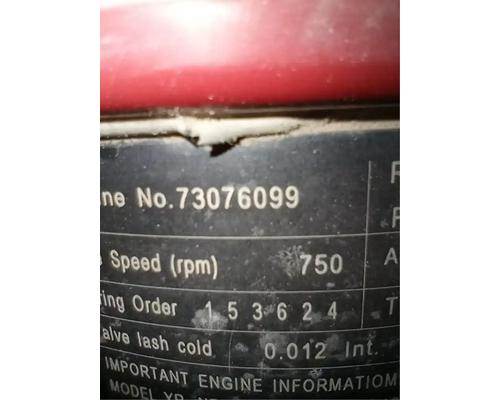 ne No.73076099
e Speed (rpm) 750
ring Order 1 5 3 6 2 4
alve lash cold 0.012 Int.
IMPORTANT ENGINE INFORMATION
MODEL YR